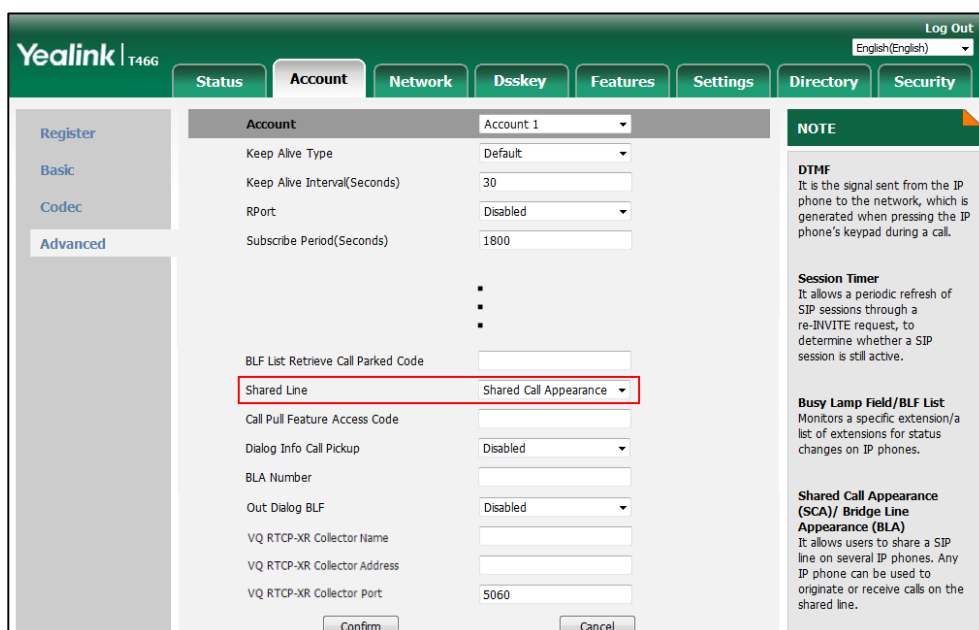 Log Out
Yealink T46G
English(English)
Status Account Network Dsskey Features Settings Directory Security
Register
Basic
Codec
Advanced
Account Account 1
Keep Alive Type Default
Keep Alive Interval(Seconds) 30
RPort Disabled
Subscribe Period(Seconds) 1800
BLF List Retrieve Call Parked Code
Shared Line Shared Call Appearance
Call Pull Feature Access Code
Dialog Info Call Pickup Disabled
BLA Number
Out Dialog BLF Disabled
VQ RTCP-XR Collector Name
VQ RTCP-XR Collector Address
VQ RTCP-XR Collector Port 5060
Confirm Cancel
NOTE
DTMF
It is the signal sent from the IP
phone to the network, which is
generated when pressing the IP
phone's keypad during a call.
Session Timer
It allows a periodic refresh of
SIP sessions through a
re-INVITE request, to
determine whether a SIP
session is still active.
Busy Lamp Field/BLF List
Monitors a specific extension/a
list of extensions for status
changes on IP phones.
Shared Call Appearance
(SCA)/ Bridge Line
Appearance (BLA)
It allows users to share a SIP
line on several IP phones. Any
IP phone can be used to
originate or receive calls on the
shared line.